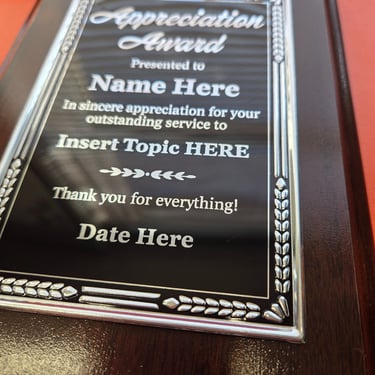 Appreciation
Award
Presented to
Name Here
In sincere appreciation for your
outstanding service to
Insert Topic HERE
Thank you for everything!
Date Here